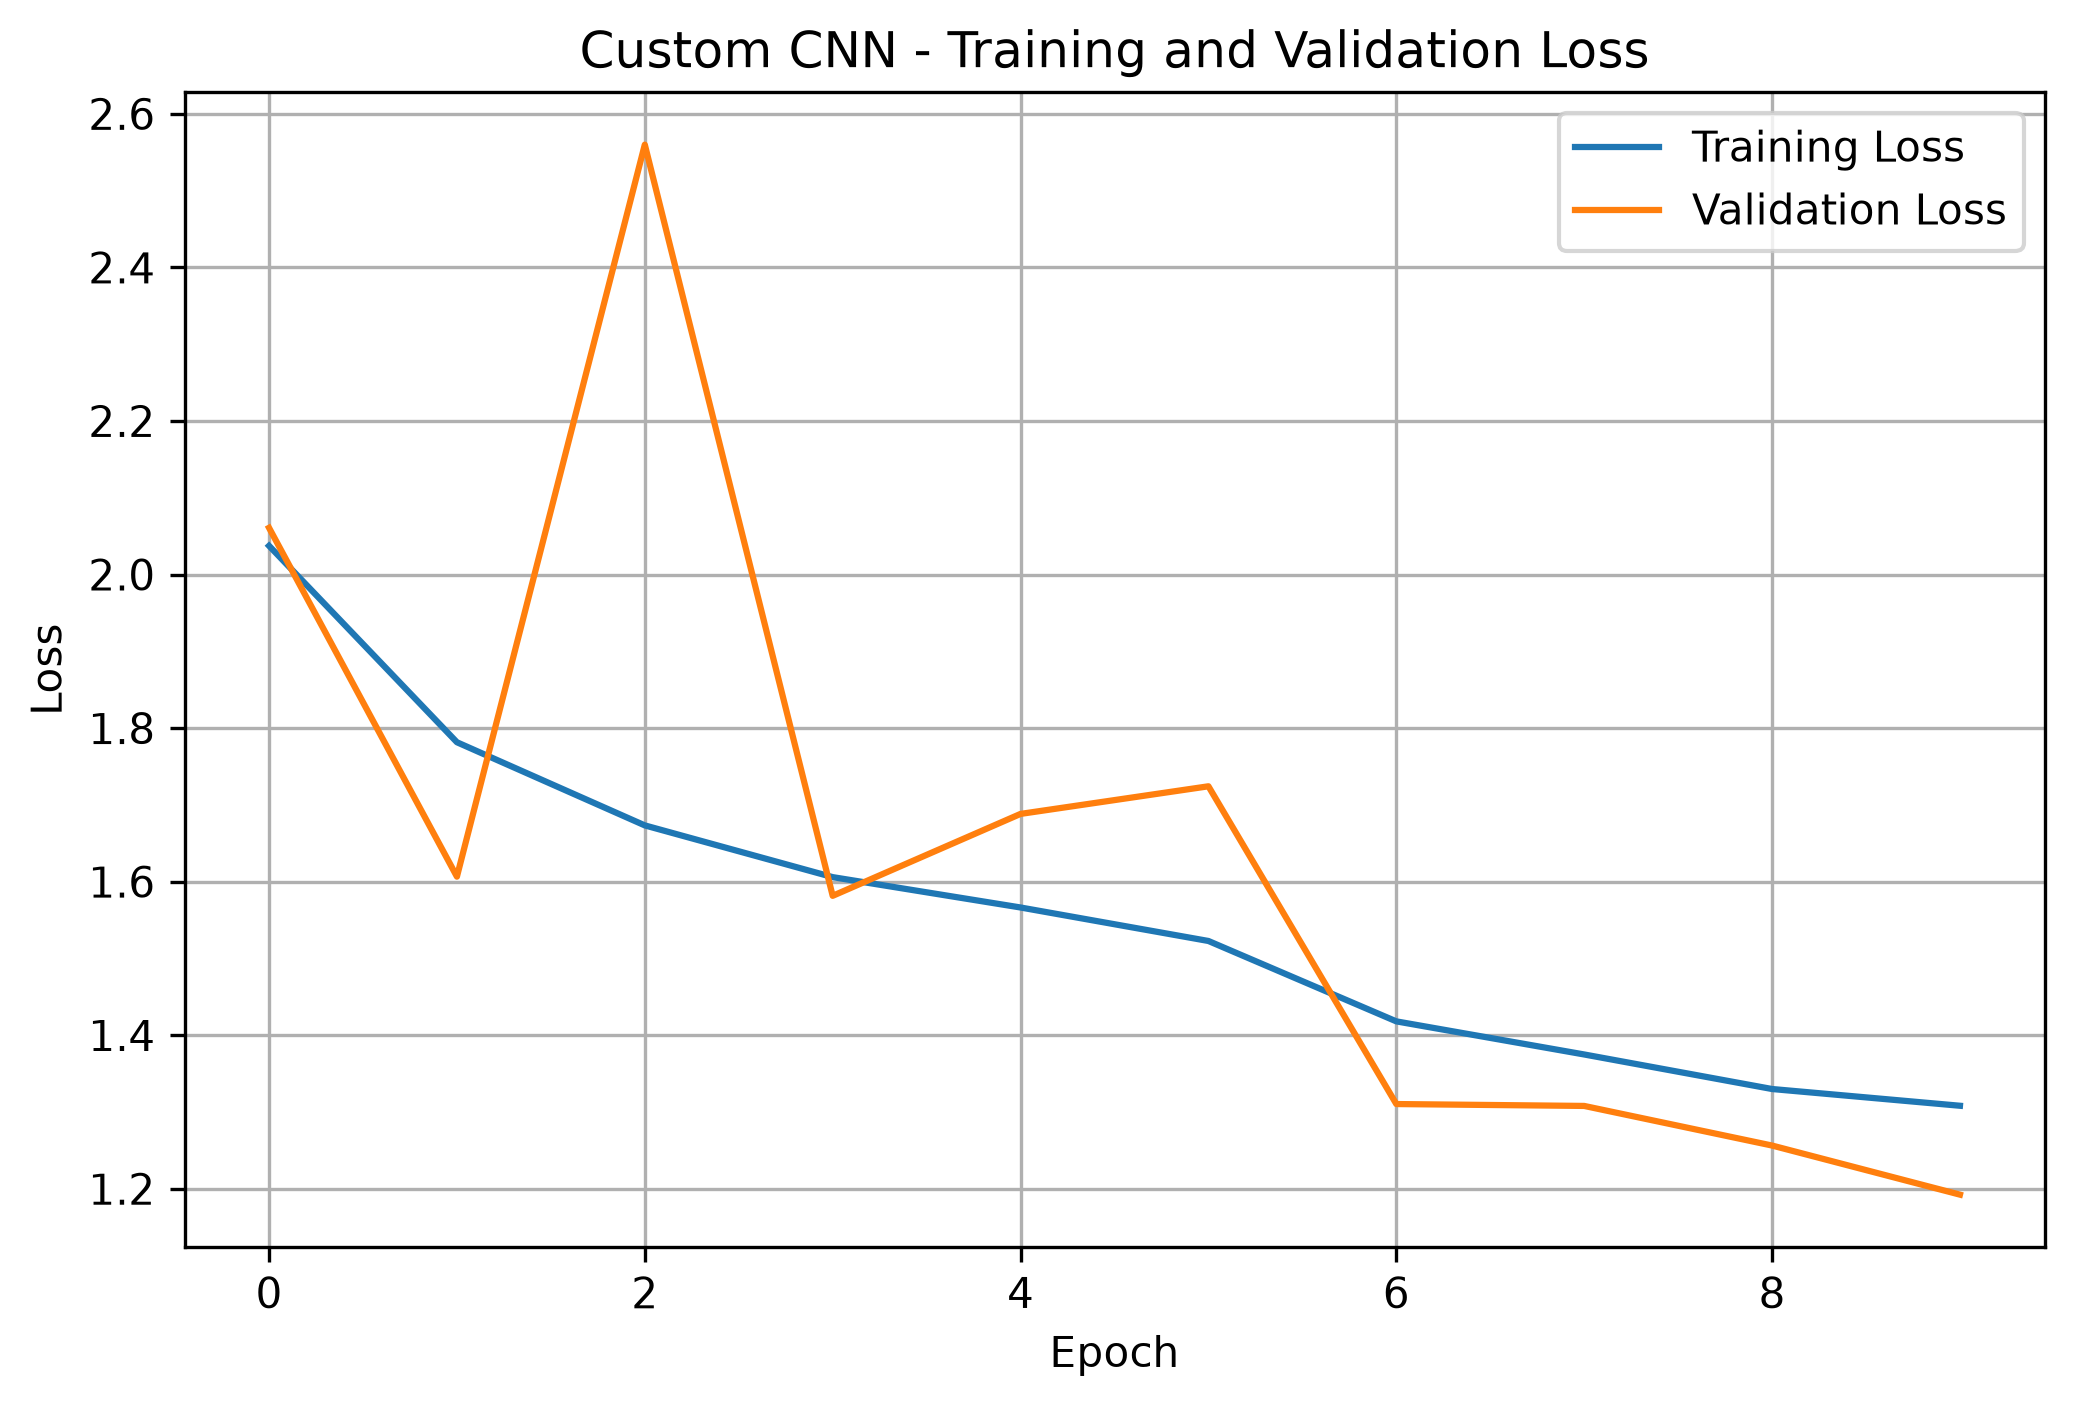 Custom CNN - Training and Validation Loss
Training Loss
Validation Loss
2.6
2.4
2.2
2.0
1.8
1.6
1.4
1.2
Loss
0 2 4 6 8
Epoch